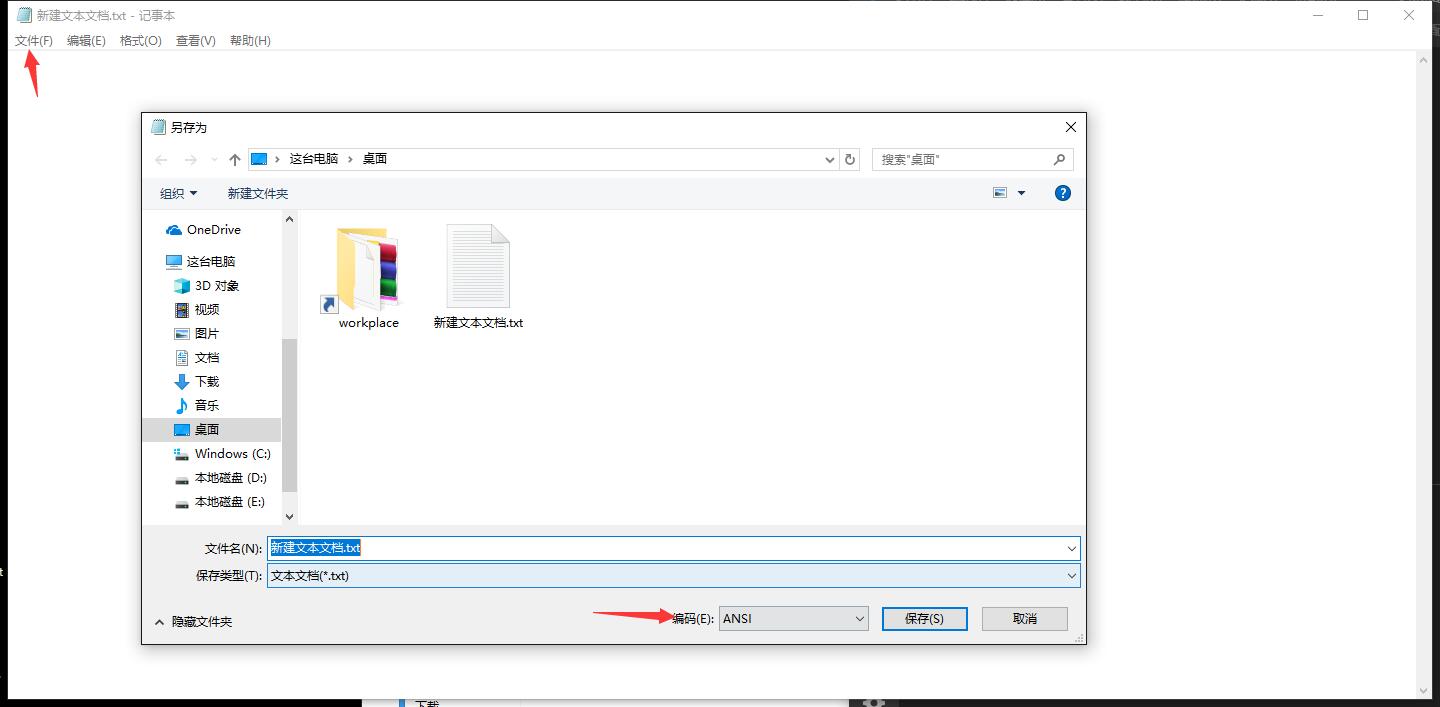 新建文本文档.txt - 记事本
文件(F) 编辑(E) 格式(O) 查看(V) 帮助(H)
另存为
这台电脑 › 桌面
搜索"桌面"
组织 新建文件夹
OneDrive
这台电脑
3D 对象
视频
图片
文档
下载
音乐
桌面
Windows (C:)
本地磁盘 (D:)
本地磁盘 (E:)
workplace
新建文本文档.txt
文件名(N): 新建文本文档.txt
保存类型(T): 文本文档(*.txt)
隐藏文件夹
编码(E): ANSI
保存(S)
取消
下载